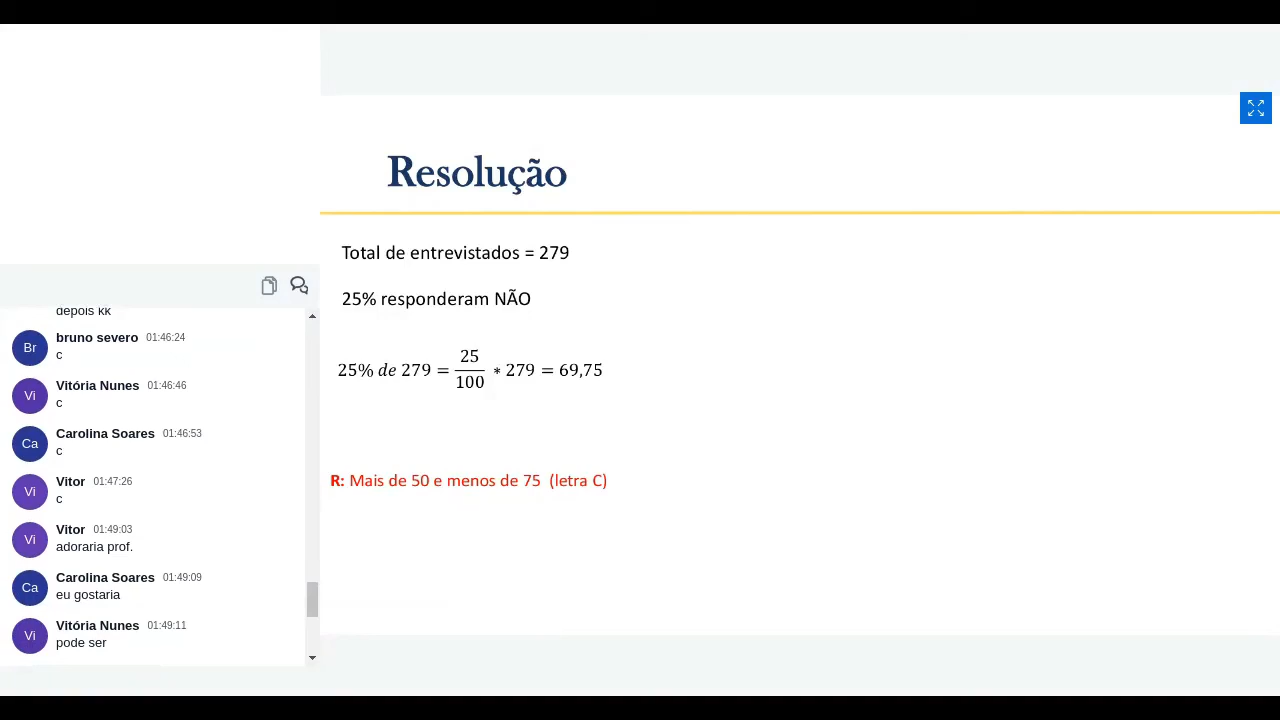 depois kk
Br
bruno severo 01:46:24
c
Vi
Vitória Nunes 01:46:46
c
Ca
Carolina Soares 01:46:53
c
Vi
Vitor 01:47:26
c
Vi
Vitor 01:49:03
adoraria prof.
Ca
Carolina Soares 01:49:09
eu gostaria
Vi
Vitória Nunes 01:49:11
pode ser
Resolução
Total de entrevistados = 279
25% responderam NÃO
25% de 279 = 25/100 * 279 = 69,75
R: Mais de 50 e menos de 75 (letra C)